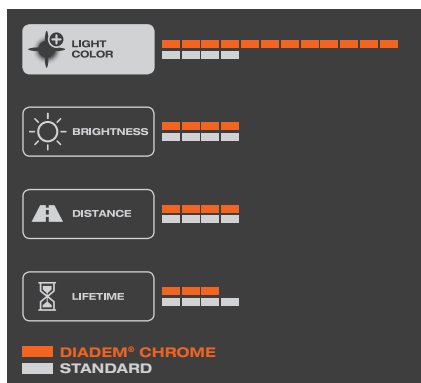 LIGHT
COLOR
BRIGHTNESS
DISTANCE
LIFETIME
DIADEM® CHROME
STANDARD